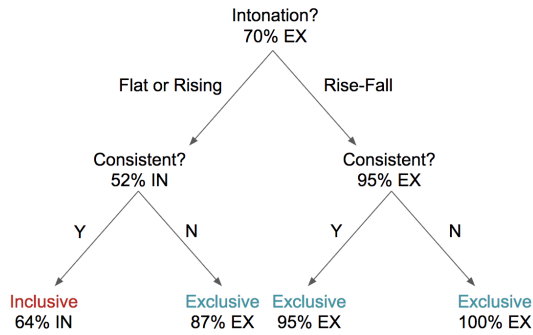 Intonation?
70% EX
Flat or Rising
Rise-Fall
Consistent?
52% IN
Consistent?
95% EX
Y
N
Y
N
Inclusive
64% IN
Exclusive
87% EX
Exclusive
95% EX
Exclusive
100% EX